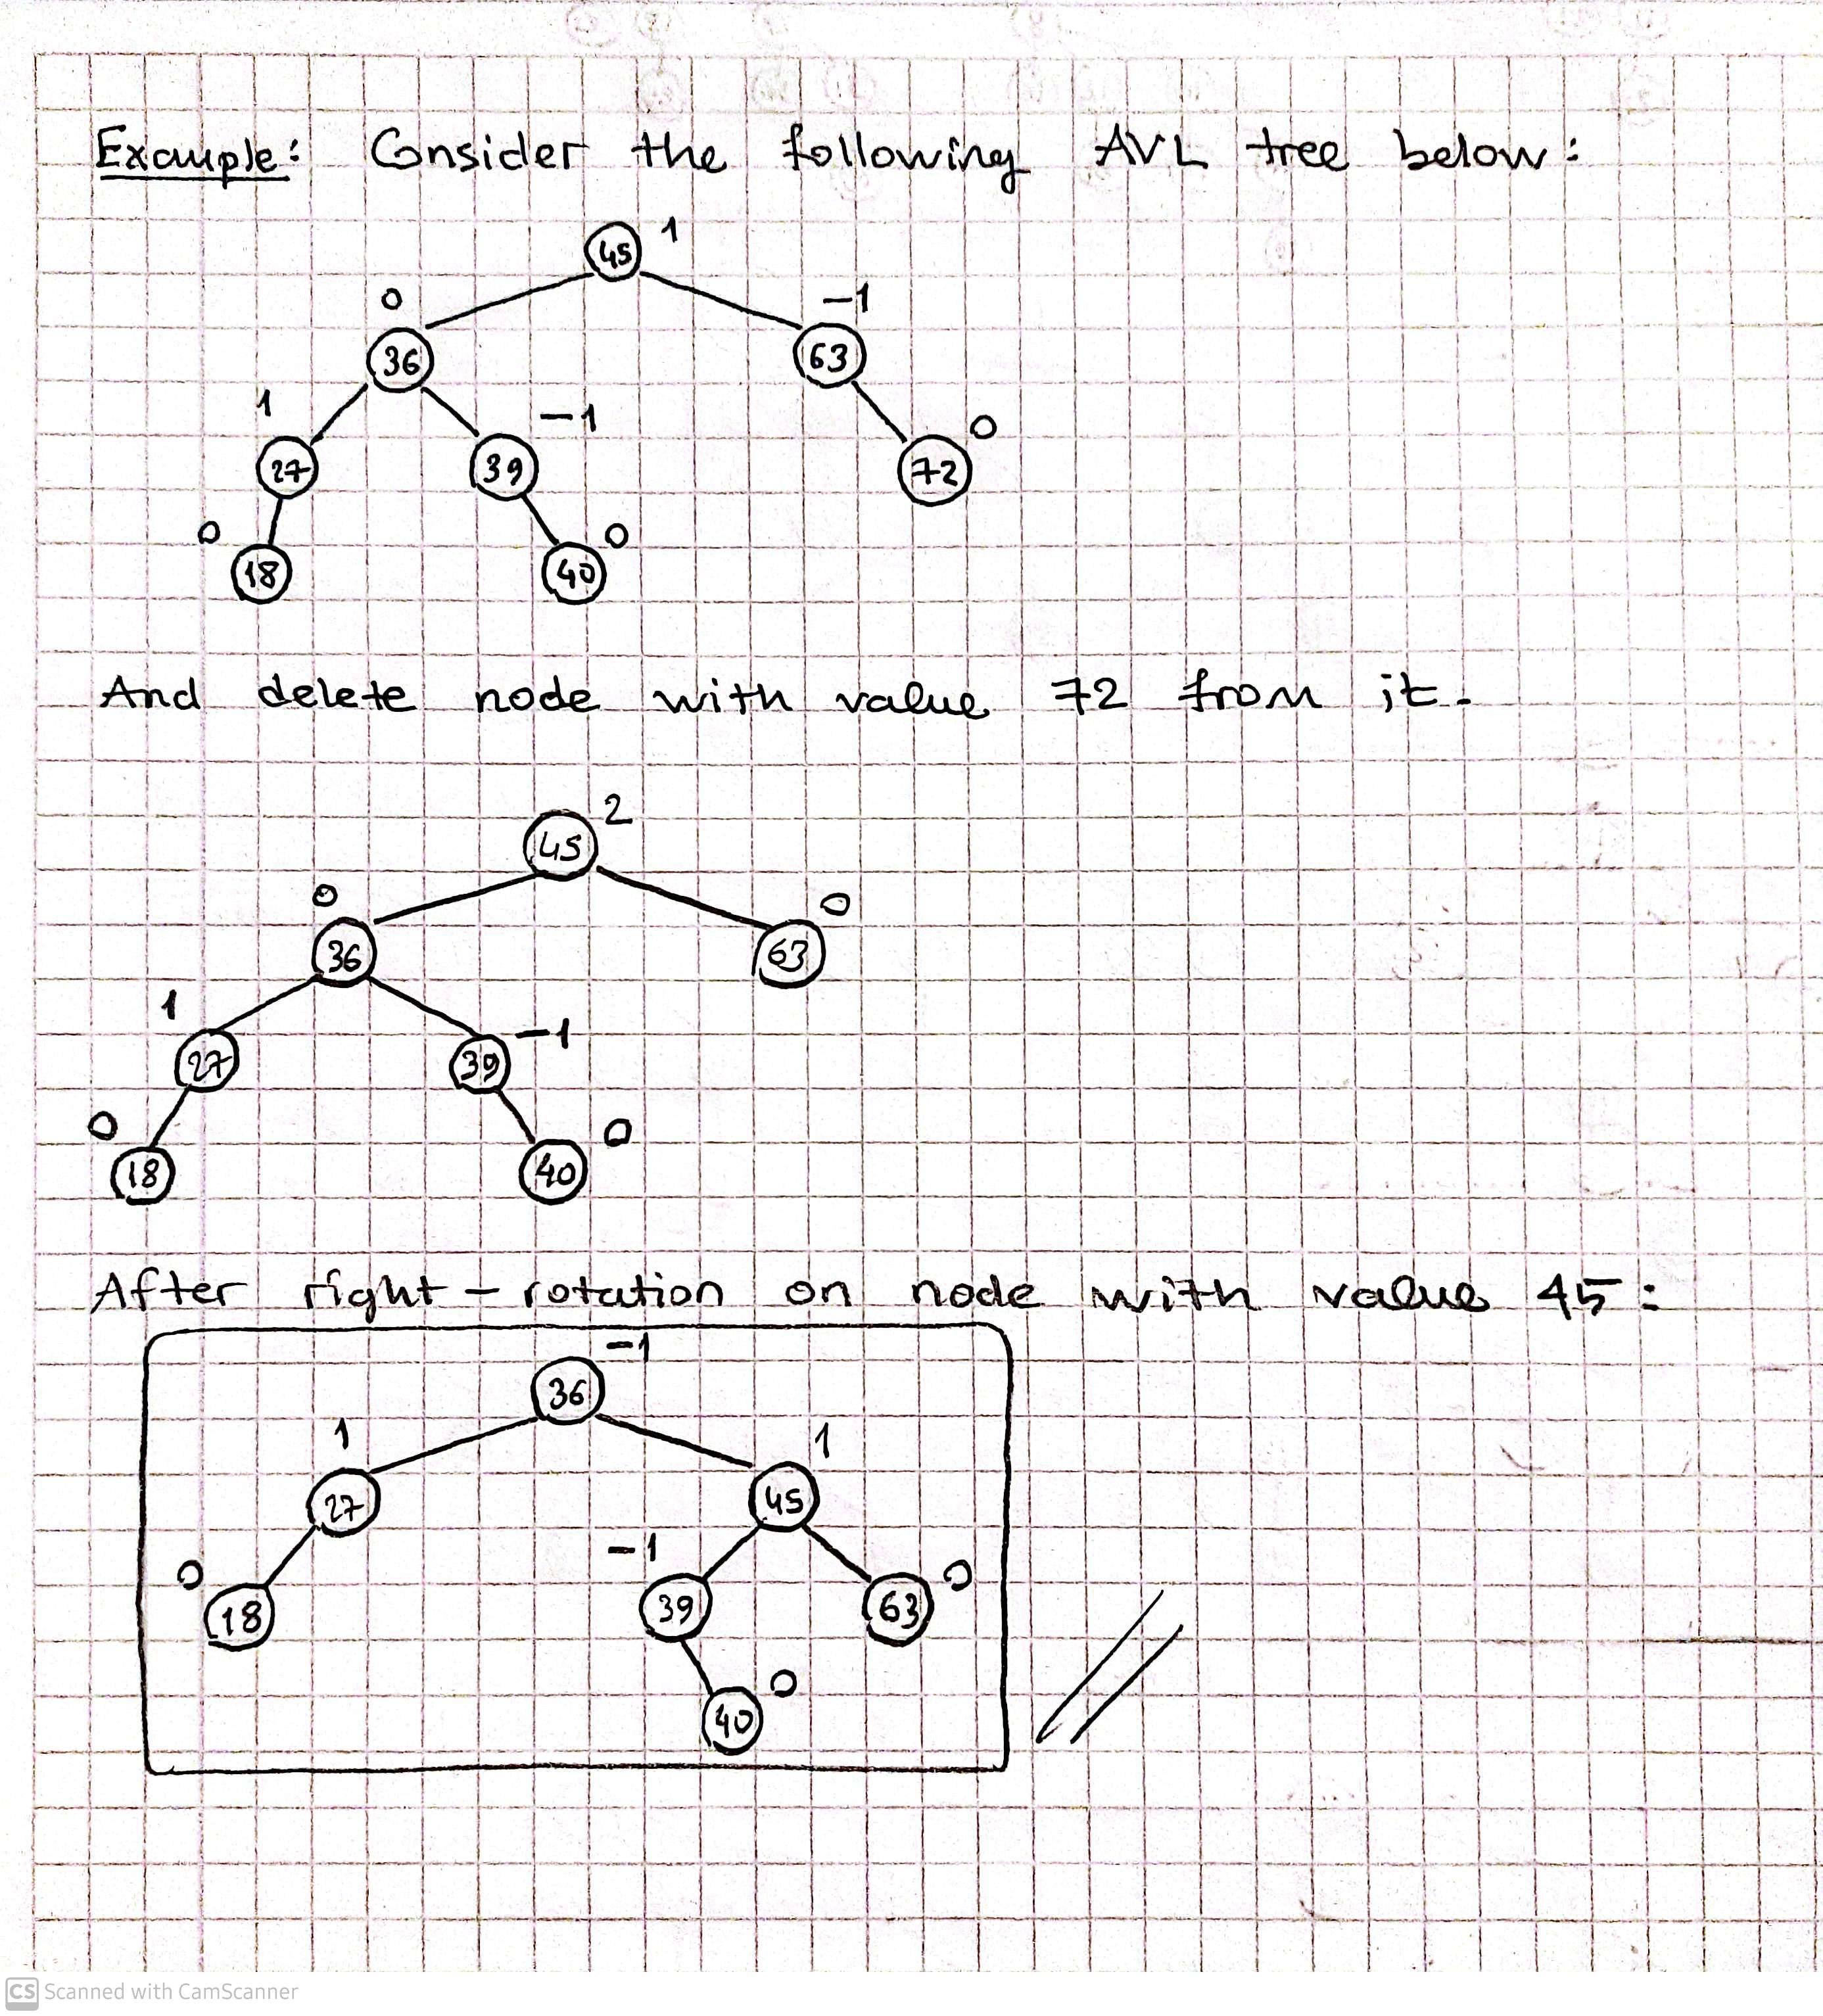 Example: Consider the following AVL tree below:
45 1
0 -1
36 63
1 -1 0
27 39 72
0 0
18 40
And delete node with value 72 from it.
45 2
0 0
36 63
1 -1
27 39
0 0
18 40
After right-rotation on node with value 45:
-1
36
1 1
27 45
0 -1 0
18 39 63
0
40
CS Scanned with CamScanner